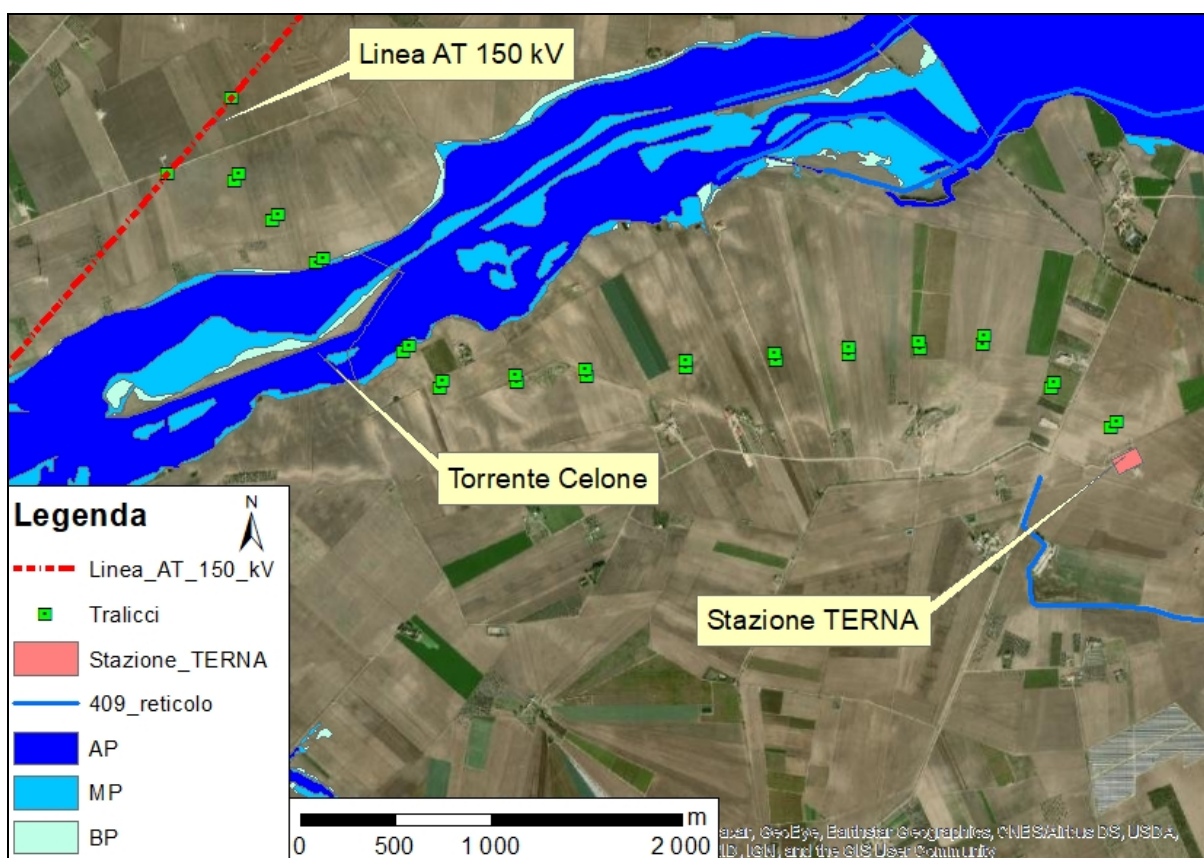 Linea AT 150 kV
Torrente Celone
Stazione TERNA
Legenda
N
Linea_AT_150_kV
Tralicci
Stazione_TERNA
409_reticolo
AP
MP
BP
m
0 500 1 000 2 000
GeoEye, Earthstar Geographics, CNES/Airbus DS, USDA,
IGN, and the GIS User Community